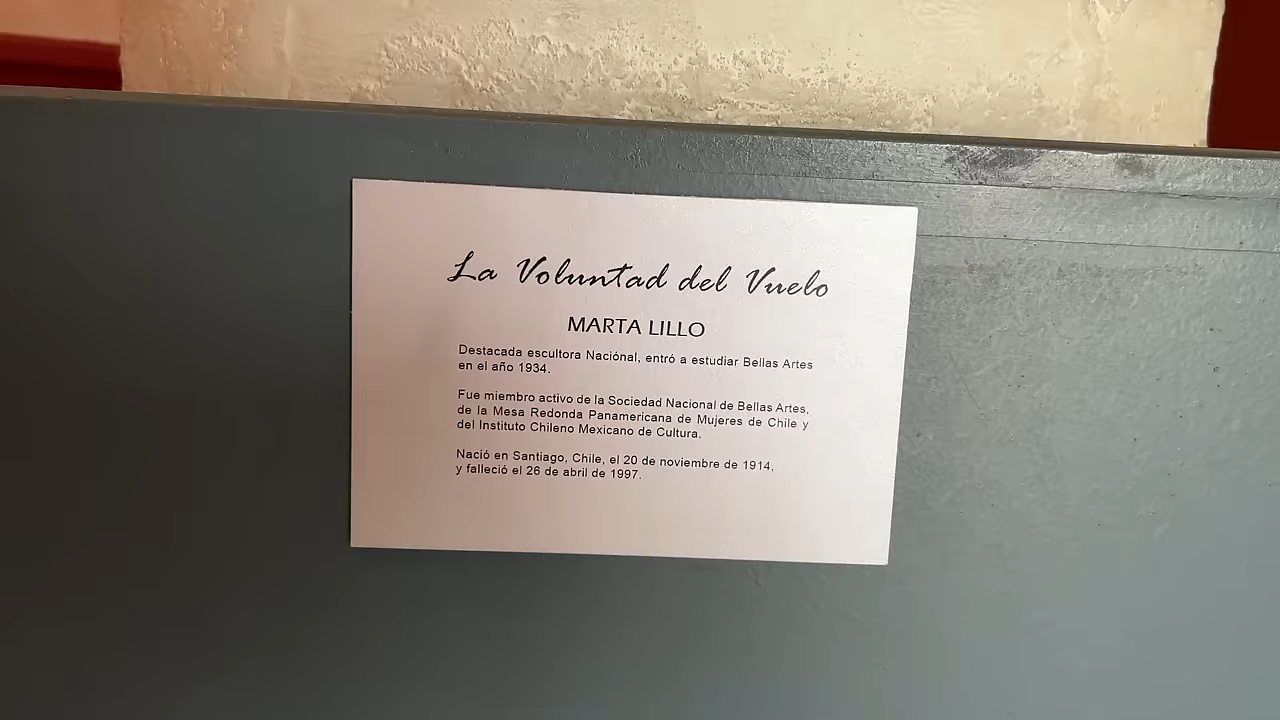 La Voluntad del Vuelo
MARTA LILLO
Destacada escultora Naciónal, entró a estudiar Bellas Artes
en el año 1934.
Fue miembro activo de la Sociedad Nacional de Bellas Artes,
de la Mesa Redonda Panamericana de Mujeres de Chile y
del Instituto Chileno Mexicano de Cultura.
Nació en Santiago, Chile, el 20 de noviembre de 1914,
y falleció el 26 de abril de 1997.